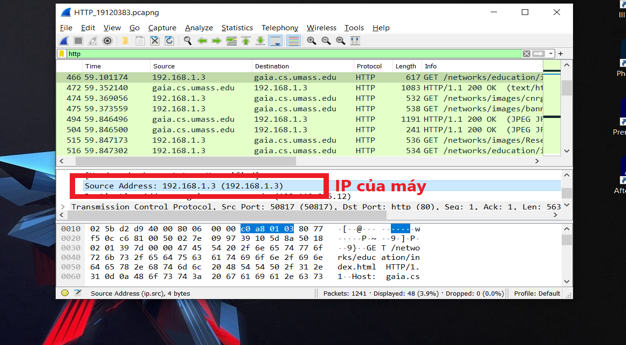 HTTP_19120383.pcapng
File Edit View Go Capture Analyze Statistics Telephony Wireless Tools Help
http
Time Source Destination Protocol Length Info
466 59.101174 192.168.1.3 gaia.cs.umass.edu HTTP 617 GET /networks/education/i
472 59.352140 gaia.cs.umass.edu 192.168.1.3 HTTP 1083 HTTP/1.1 200 OK (text/ht
474 59.369056 192.168.1.3 gaia.cs.umass.edu HTTP 532 GET /networks/cnrg
475 59.373559 192.168.1.3 gaia.cs.umass.edu HTTP 538 GET /networks/bann
494 59.846496 gaia.cs.umass.edu 192.168.1.3 HTTP 1191 HTTP/1.1 200 OK (JPEG JF
504 59.846500 gaia.cs.umass.edu 192.168.1.3 HTTP 241 HTTP/1.1 200 OK (JPEG JF
515 59.847173 192.168.1.3 gaia.cs.umass.edu HTTP 536 GET /networks/Rese
516 59.847302 192.168.1.3 gaia.cs.umass.edu HTTP 534 GET /networks/educ
Source Address: 192.168.1.3 (192.168.1.3)
IP của máy
Transmission Control Protocol, Src Port: 50817 (50817), Dst Port: http (80), Seq: 1, Ack: 1, Len: 563
0010 02 5b d2 d9 40 00 80 06 00 00 c0 a8 01 03 80 77 ·[··@··· ·······w
0020 f5 0c c6 81 00 50 02 7e 09 97 39 10 5d 8a 50 18 ·····P·~ ··9·]·P·
0030 02 01 39 7d 00 00 47 45 54 20 2f 6e 65 74 77 6f ··9}··GE T /netwo
0040 72 6b 73 2f 65 64 75 63 61 74 69 6f 6e 2f 69 6e rks/educ ation/in
0050 64 65 78 2e 68 74 6d 6c 20 48 54 54 50 2f 31 2e dex.html HTTP/1.
0060 31 0d 0a 48 6f 73 74 3a 20 67 61 69 61 2e 63 73 1··Host: gaia.cs
Source Address (ip.src), 4 bytes Packets: 1241 · Displayed: 48 (3.9%) · Dropped: 0 (0.0%) Profile: Default